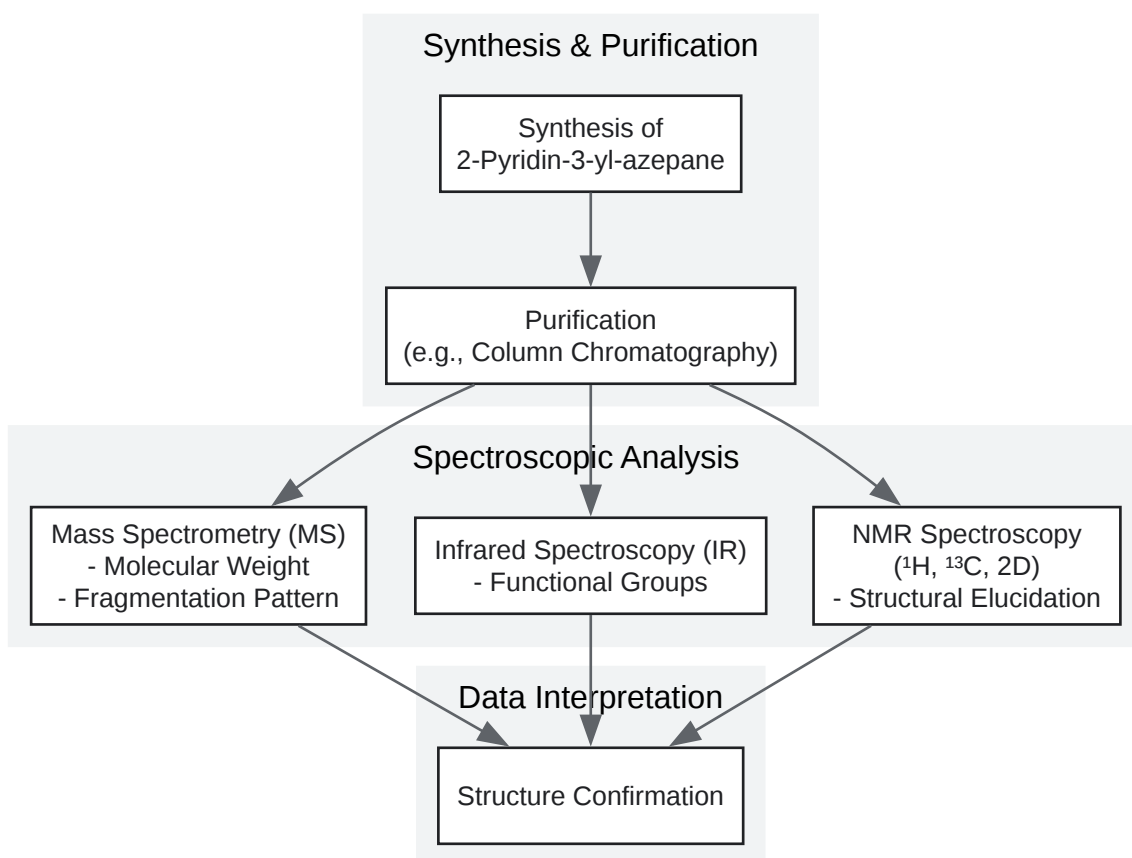 Synthesis & Purification
Synthesis of
2-Pyridin-3-yl-azepane
Purification
(e.g., Column Chromatography)
Spectroscopic Analysis
Mass Spectrometry (MS)
- Molecular Weight
- Fragmentation Pattern
Infrared Spectroscopy (IR)
- Functional Groups
NMR Spectroscopy
(¹H, ¹³C, 2D)
- Structural Elucidation
Data Interpretation
Structure Confirmation